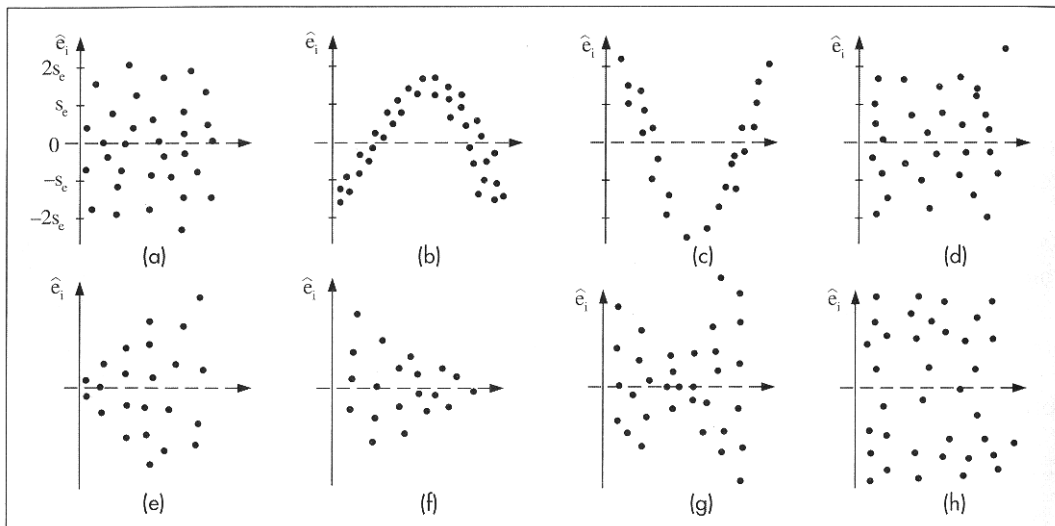 ê_i ê_i ê_i ê_i
2s_e
s_e
0
−s_e
−2s_e
(a) (b) (c) (d)
ê_i ê_i ê_i ê_i
(e) (f) (g) (h)